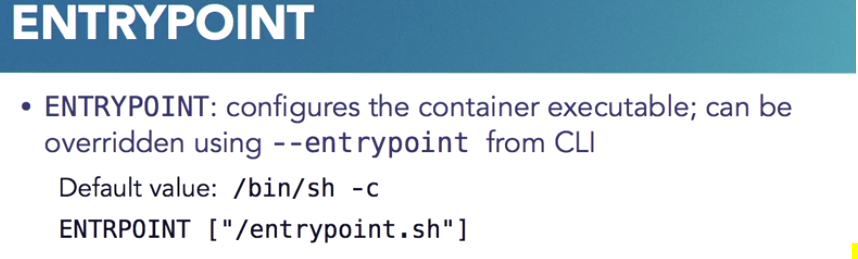 ENTRYPOINT
• ENTRYPOINT: configures the container executable; can be
overridden using --entrypoint from CLI
Default value: /bin/sh -c
ENTRPOINT ["/entrypoint.sh"]